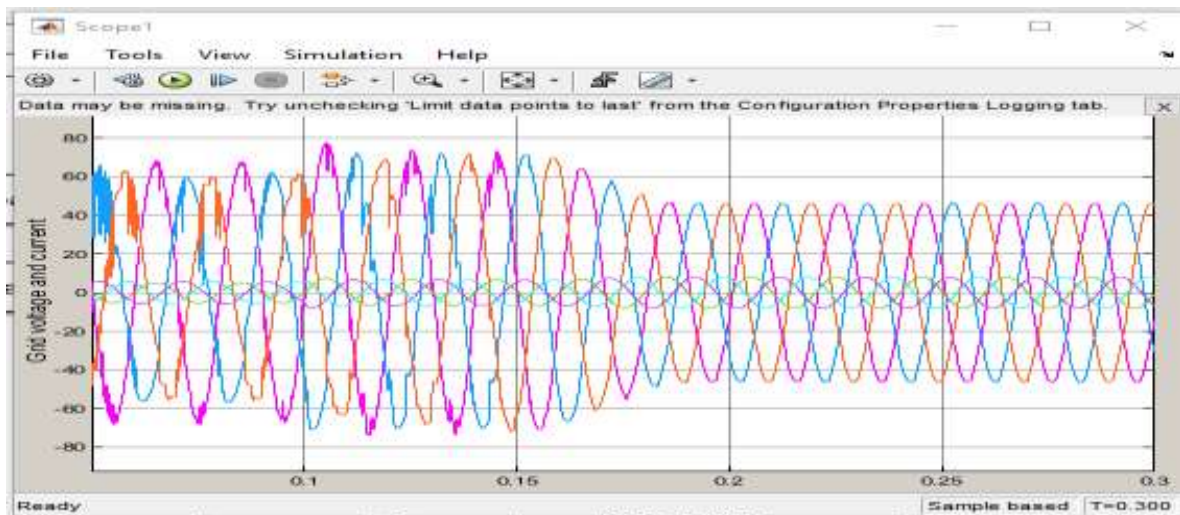 Scope1
File Tools View Simulation Help
Data may be missing. Try unchecking 'Limit data points to last' from the Configuration Properties Logging tab. x
Grid voltage and current
80
60
40
20
0
-20
-40
-60
-80
0.1 0.15 0.2 0.25 0.3
Ready Sample based T=0.300